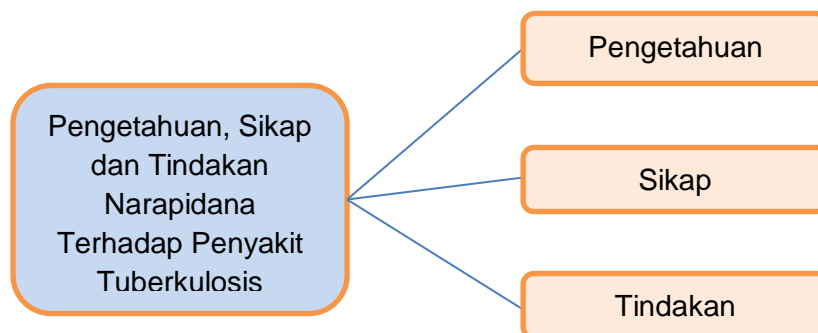 Pengetahuan, Sikap
dan Tindakan
Narapidana
Terhadap Penyakit
Tuberkulosis
Pengetahuan
Sikap
Tindakan